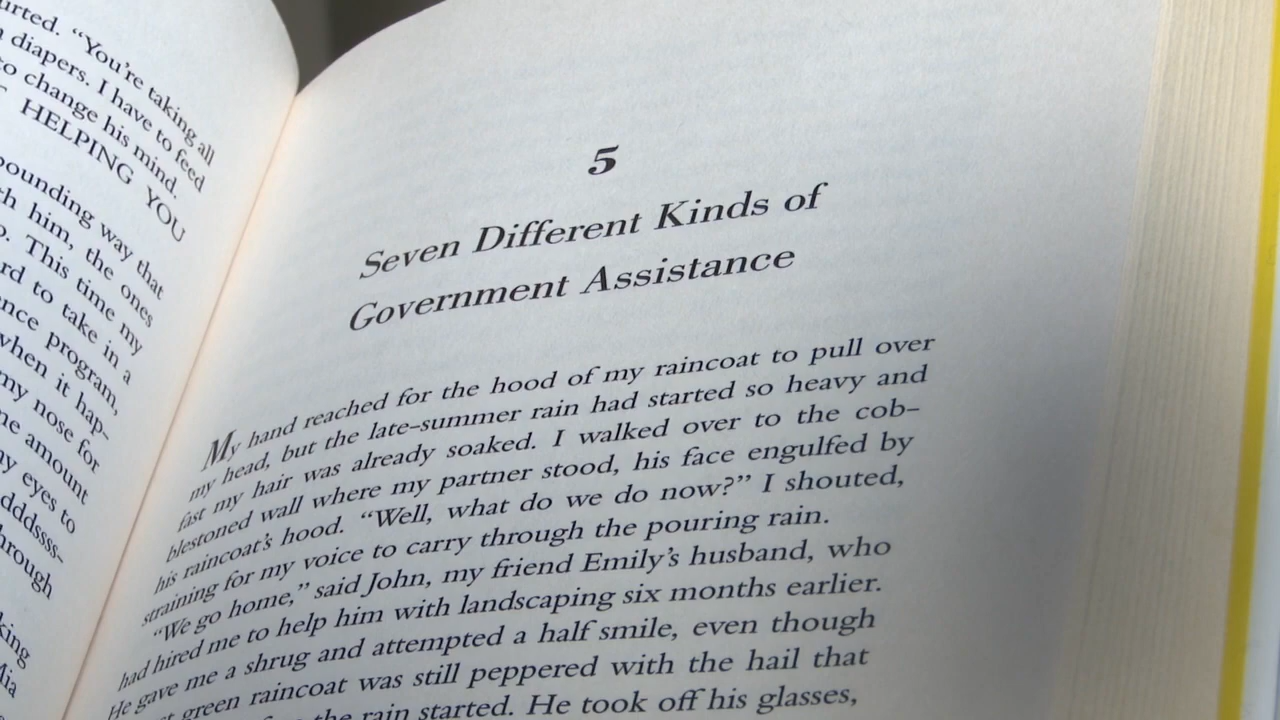 urted. "You're taking all
diapers. I have to feed
to change his mind.
HELPING YOU
pounding way that
him, the ones
This time my
to take in a
program,
when it hap-
my nose for
amount
my eyes to
dddssss-
through
5
Seven Different Kinds of
Government Assistance
My hand reached for the hood of my raincoat to pull over
my head, but the late-summer rain had started so heavy and
fast my hair was already soaked. I walked over to the cob-
blestoned wall where my partner stood, his face engulfed by
his raincoat's hood. "Well, what do we do now?" I shouted,
straining for my voice to carry through the pouring rain.
"We go home," said John, my friend Emily's husband, who
had hired me to help him with landscaping six months earlier.
He gave me a shrug and attempted a half smile, even though
green raincoat was still peppered with the hail that
the rain started. He took off his glasses,